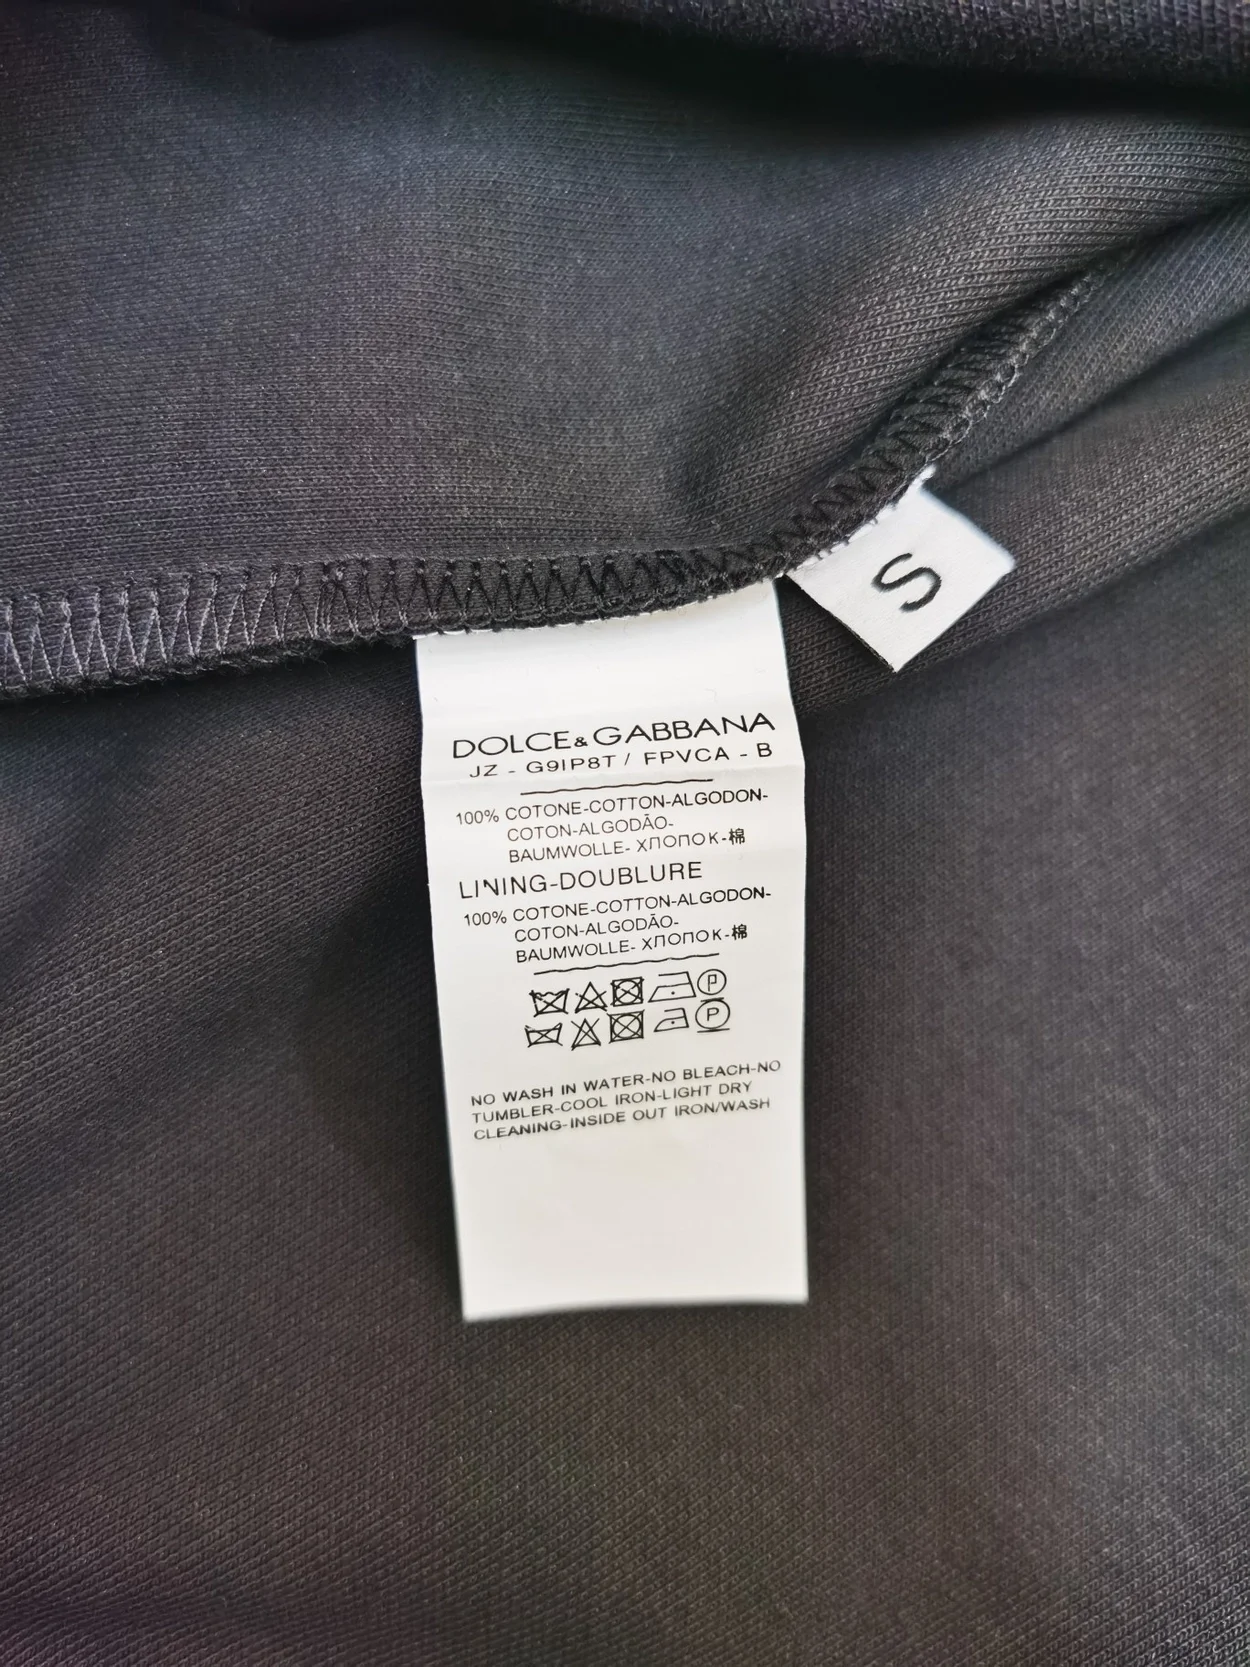 S
DOLCE&GABBANA
JZ - G9IP8T / FPVCA - B
100% COTONE-COTTON-ALGODON-
COTON-ALGODÃO-
BAUMWOLLE- ХЛОПОК-棉
LINING-DOUBLURE
100% COTONE-COTTON-ALGODON-
COTON-ALGODÃO-
BAUMWOLLE- ХЛОПОК-棉
P
P
NO WASH IN WATER-NO BLEACH-NO
TUMBLER-COOL IRON-LIGHT DRY
CLEANING-INSIDE OUT IRON/WASH